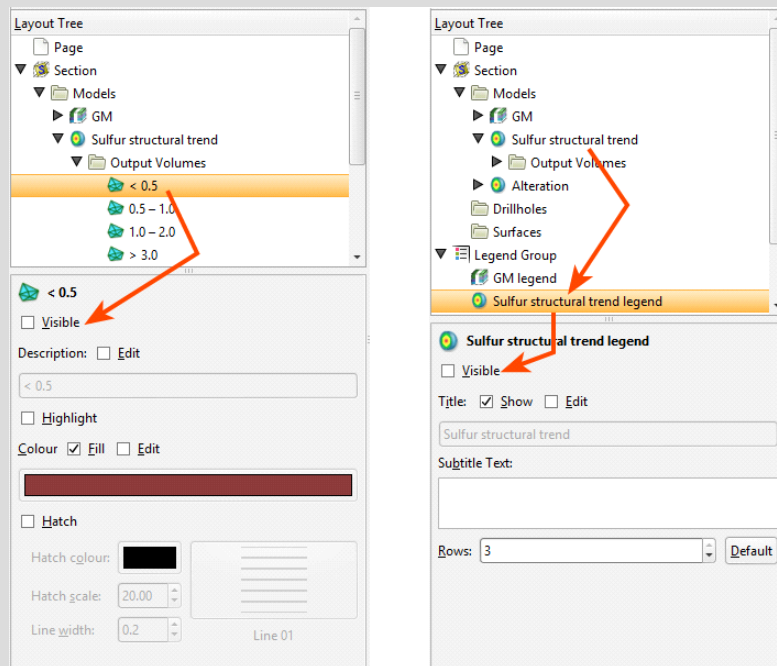 Layout Tree
Page
Section
Models
GM
Sulfur structural trend
Output Volumes
< 0.5
0.5 – 1.0
1.0 – 2.0
> 3.0
< 0.5
Visible
Description: Edit
< 0.5
Highlight
Colour Fill Edit
Hatch
Hatch colour:
Hatch scale: 20.00
Line width: 0.2
Line 01
Layout Tree
Page
Section
Models
GM
Sulfur structural trend
Output Volumes
Alteration
Drillholes
Surfaces
Legend Group
GM legend
Sulfur structural trend legend
Sulfur structural trend legend
Visible
Title: Show Edit
Sulfur structural trend
Subtitle Text:
Rows: 3 Default